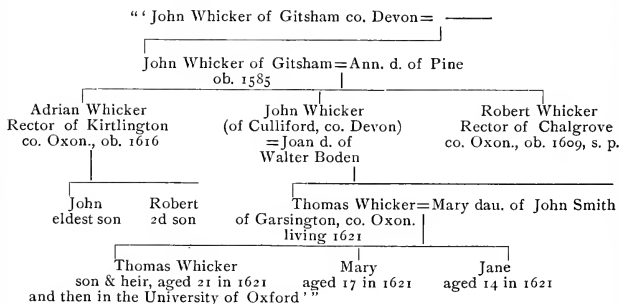 "' John Whicker of Gitsham co. Devon=
John Whicker of Gitsham=Ann. d. of Pine
ob. 1585
Adrian Whicker
Rector of Kirtlington
co. Oxon., ob. 1616
John Whicker
(of Culliford, co. Devon)
=Joan d. of
Walter Boden
Robert Whicker
Rector of Chalgrove
co. Oxon., ob. 1609, s. p.
John
eldest son
Robert
2d son
Thomas Whicker=Mary dau. of John Smith
of Garsington, co. Oxon.
living 1621
Thomas Whicker
son & heir, aged 21 in 1621
and then in the University of Oxford'"
Mary
aged 17 in 1621
Jane
aged 14 in 1621